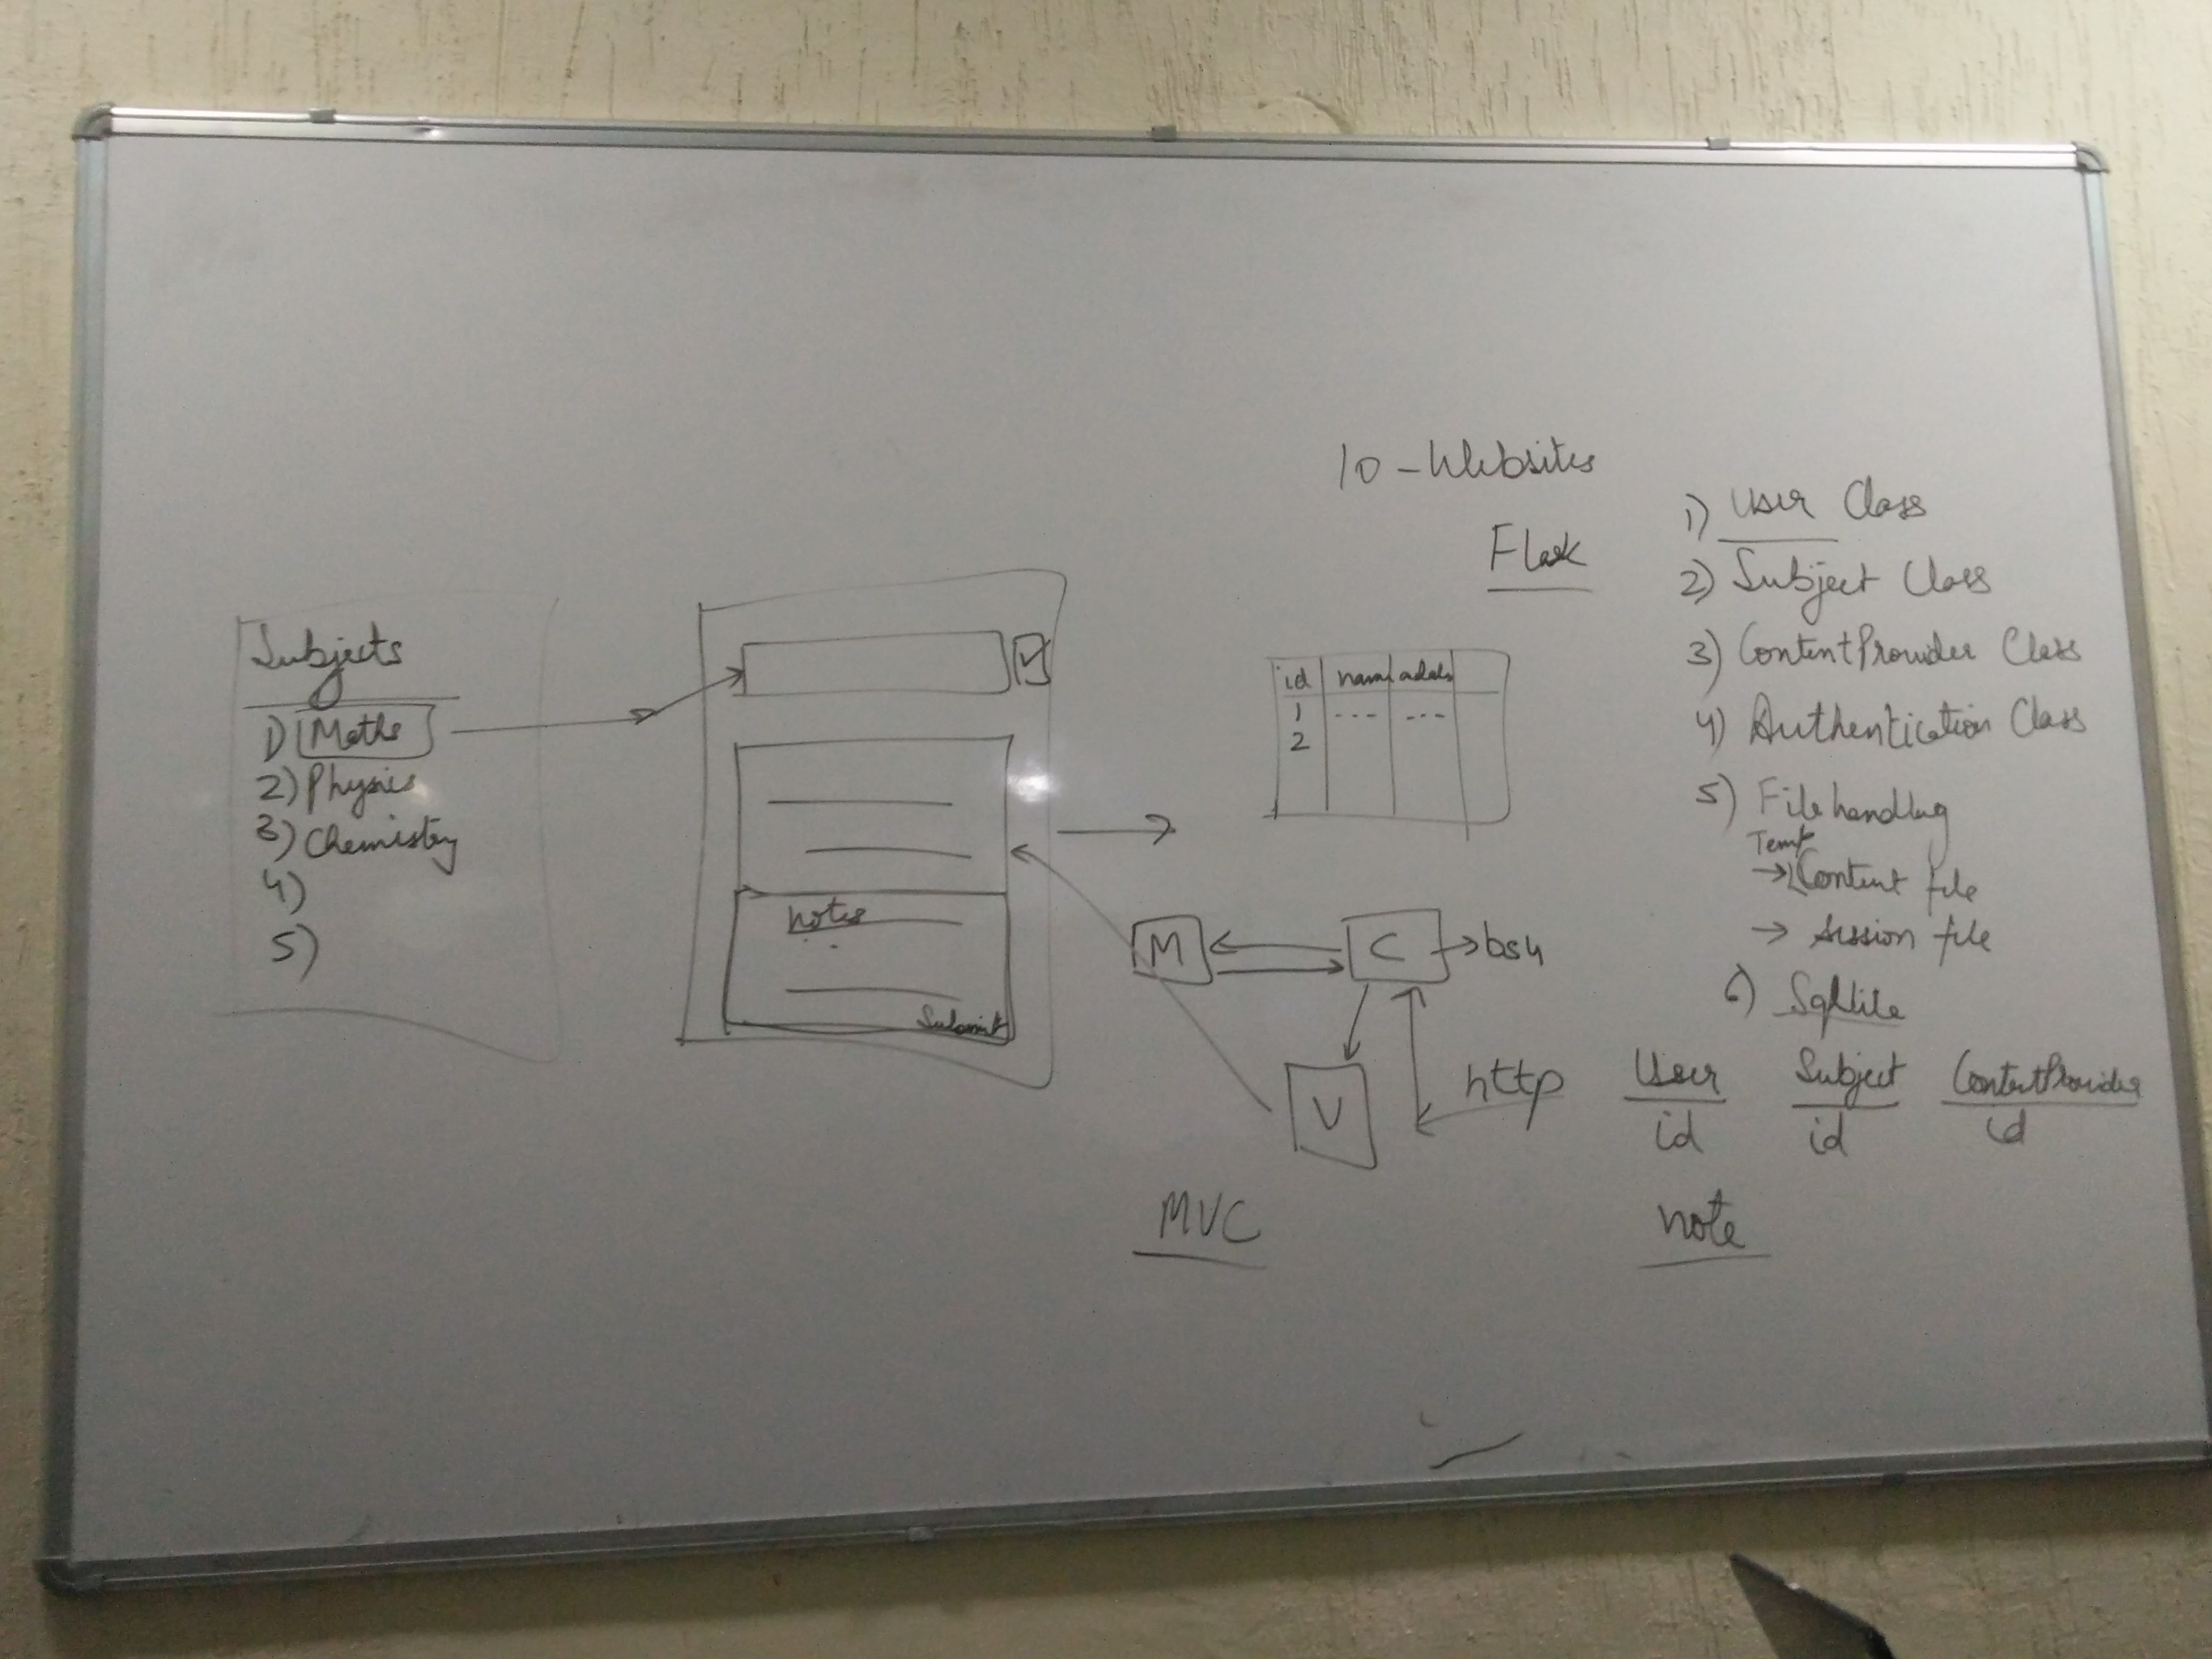 Subjects
1) Maths
2) Physics
3) Chemistry
4)
5)
notes
Submit
10 - Websites
Flask
id name
1 --- ---
2
M C → bs4
V
http
MVC
1) User Class
2) Subject Class
3) ContentProvider Class
4) Authentication Class
5) File handling
Temp
→ Content file
→ session file
6) Sqllite
User Subject ContentProvider
id id id
note